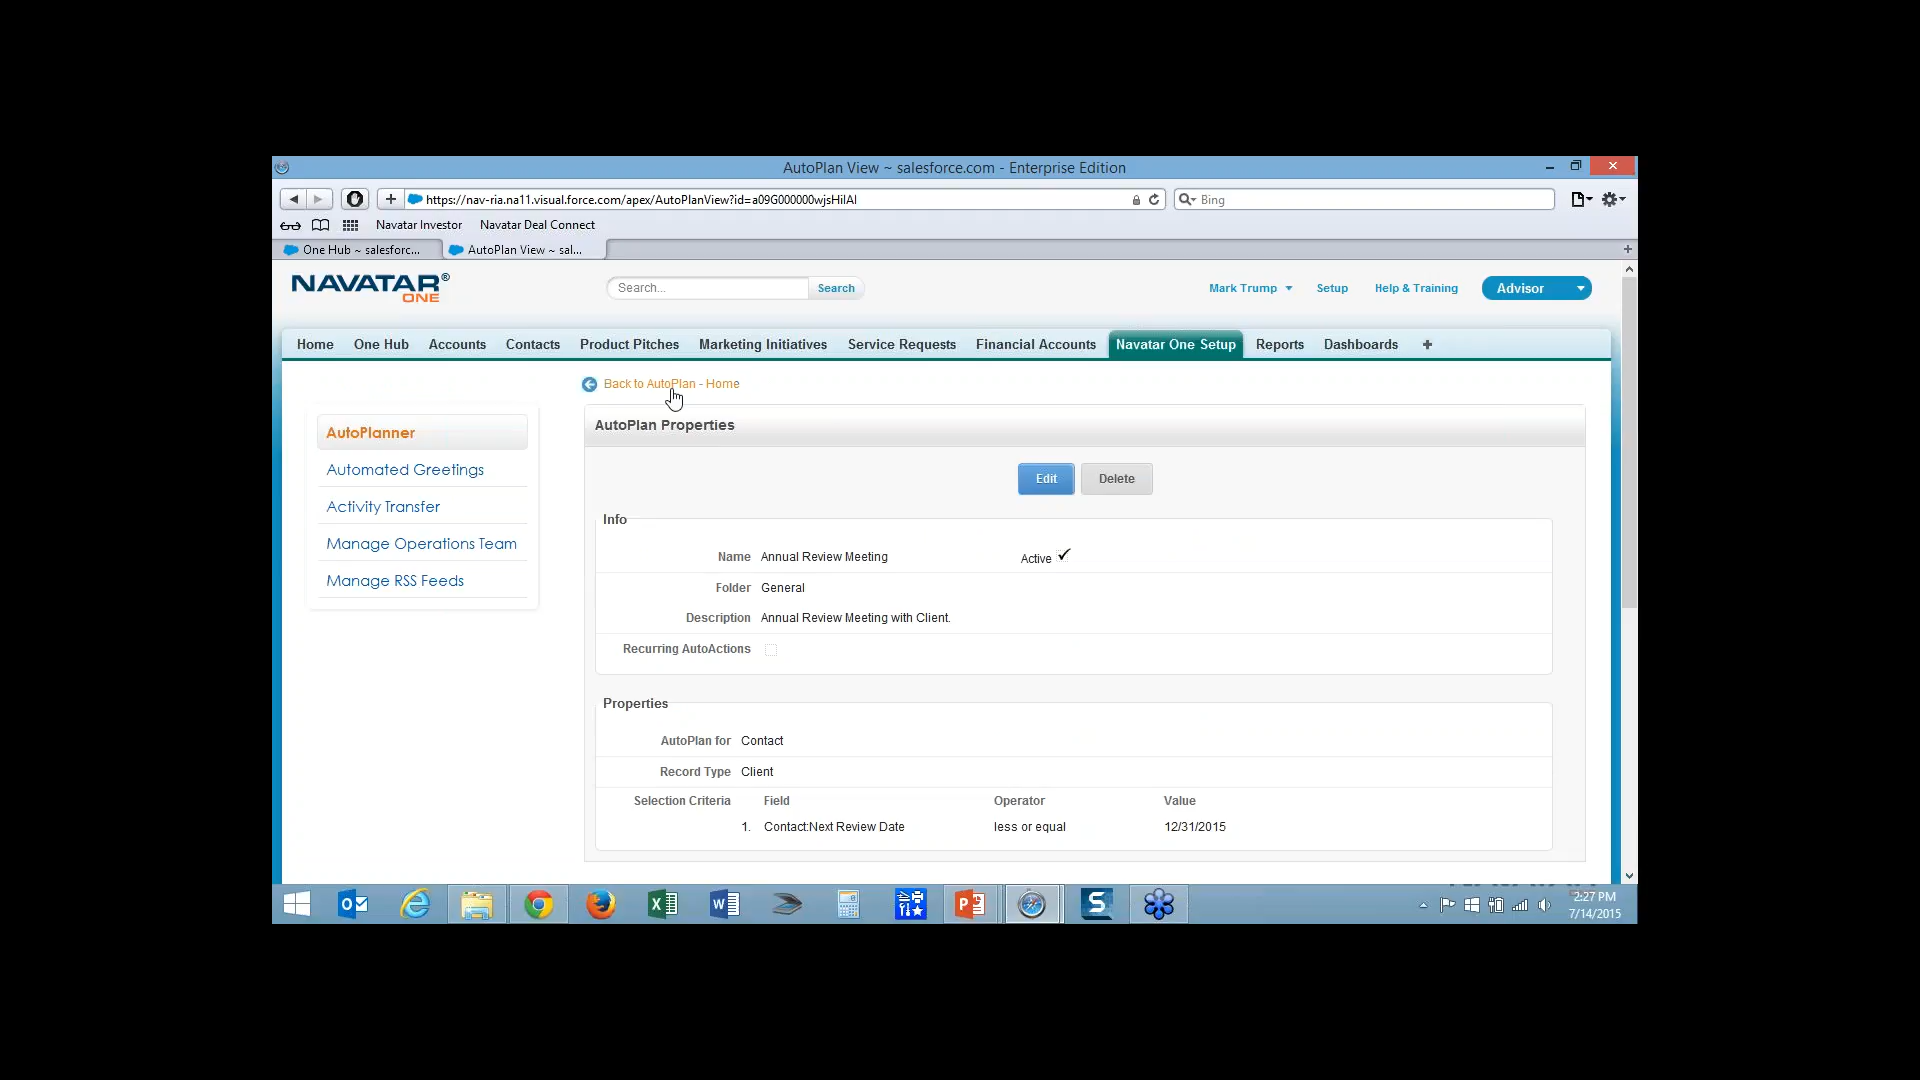 AutoPlan View ~ salesforce.com - Enterprise Edition
https://nav-ria.na11.visual.force.com/apex/AutoPlanView?id=a09G000000wjsHiIAI
Bing
Navatar Investor Navatar Deal Connect
One Hub ~ salesforc... AutoPlan View ~ sal...
NAVATAR®
ONE
Search... Search
Mark Trump Setup Help & Training Advisor
Home One Hub Accounts Contacts Product Pitches Marketing Initiatives Service Requests Financial Accounts Navatar One Setup Reports Dashboards
Back to AutoPlan - Home
AutoPlanner
Automated Greetings
Activity Transfer
Manage Operations Team
Manage RSS Feeds
AutoPlan Properties
Edit Delete
Info
Name Annual Review Meeting Active
Folder General
Description Annual Review Meeting with Client.
Recurring AutoActions
Properties
AutoPlan for Contact
Record Type Client
Selection Criteria Field Operator Value
1. Contact:Next Review Date less or equal 12/31/2015
2:27 PM
7/14/2015